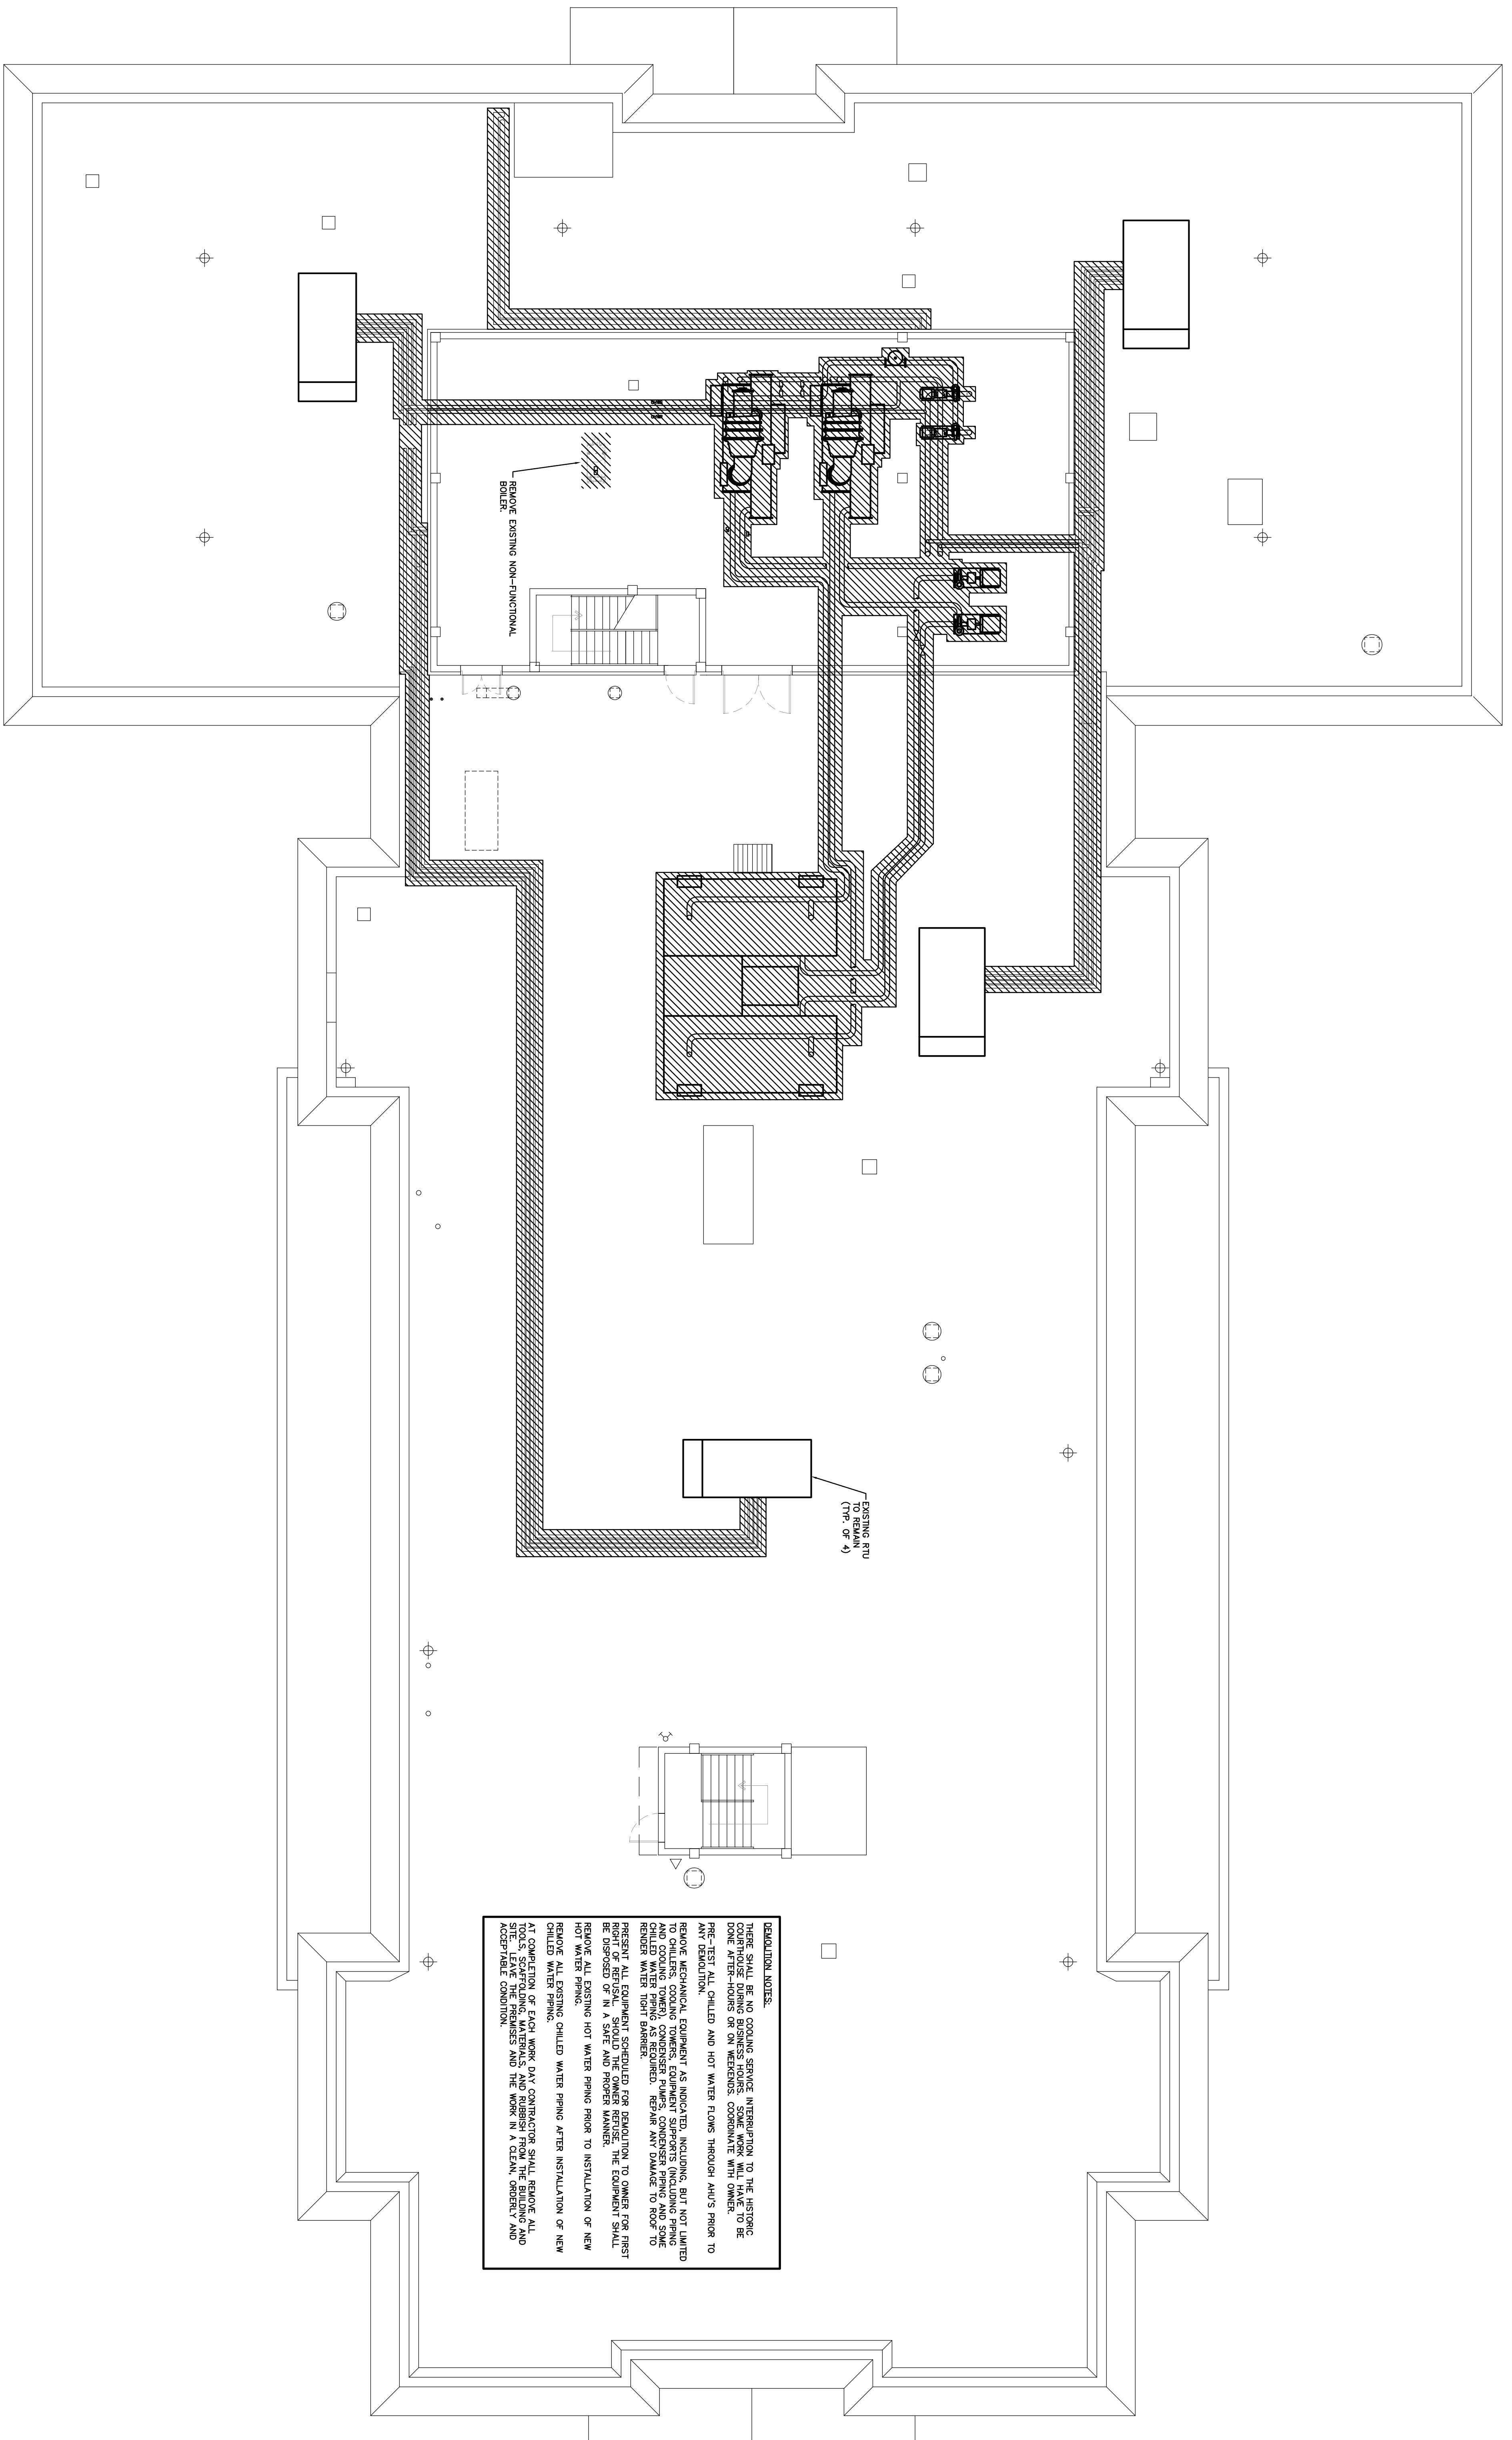 REMOVE EXISTING NON-FUNCTIONAL
BOILER.
EXISTING RTU
TO REMAIN
(TYP. OF 4)
DEMOLITION NOTES:
THERE SHALL BE NO COOLING SERVICE INTERRUPTION TO THE HISTORIC
COURTHOUSE DURING BUSINESS HOURS. SOME WORK WILL HAVE TO BE
DONE AFTER-HOURS OR ON WEEKENDS. COORDINATE WITH OWNER.
PRE-TEST ALL CHILLED AND HOT WATER FLOWS THROUGH AHU'S PRIOR TO
ANY DEMOLITION.
REMOVE MECHANICAL EQUIPMENT AS INDICATED, INCLUDING, BUT NOT LIMITED
TO CHILLERS, COOLING TOWERS, EQUIPMENT SUPPORTS (INCLUDING PIPING
AND COOLING TOWER), CONDENSER PUMPS, CONDENSER PIPING AND SOME
CHILLED WATER PIPING AS REQUIRED. REPAIR ANY DAMAGE TO ROOF TO
RENDER WATER TIGHT BARRIER.
PRESENT ALL EQUIPMENT SCHEDULED FOR DEMOLITION TO OWNER FOR FIRST
RIGHT OF REFUSAL. SHOULD THE OWNER REFUSE, THE EQUIPMENT SHALL
BE DISPOSED OF IN A SAFE AND PROPER MANNER.
REMOVE ALL EXISTING HOT WATER PIPING PRIOR TO INSTALLATION OF NEW
HOT WATER PIPING.
REMOVE ALL EXISTING CHILLED WATER PIPING AFTER INSTALLATION OF NEW
CHILLED WATER PIPING.
AT COMPLETION OF EACH WORK DAY CONTRACTOR SHALL REMOVE ALL
TOOLS, SCAFFOLDING, MATERIALS, AND RUBBISH FROM THE BUILDING AND
SITE. LEAVE THE PREMISES AND THE WORK IN A CLEAN, ORDERLY AND
ACCEPTABLE CONDITION.